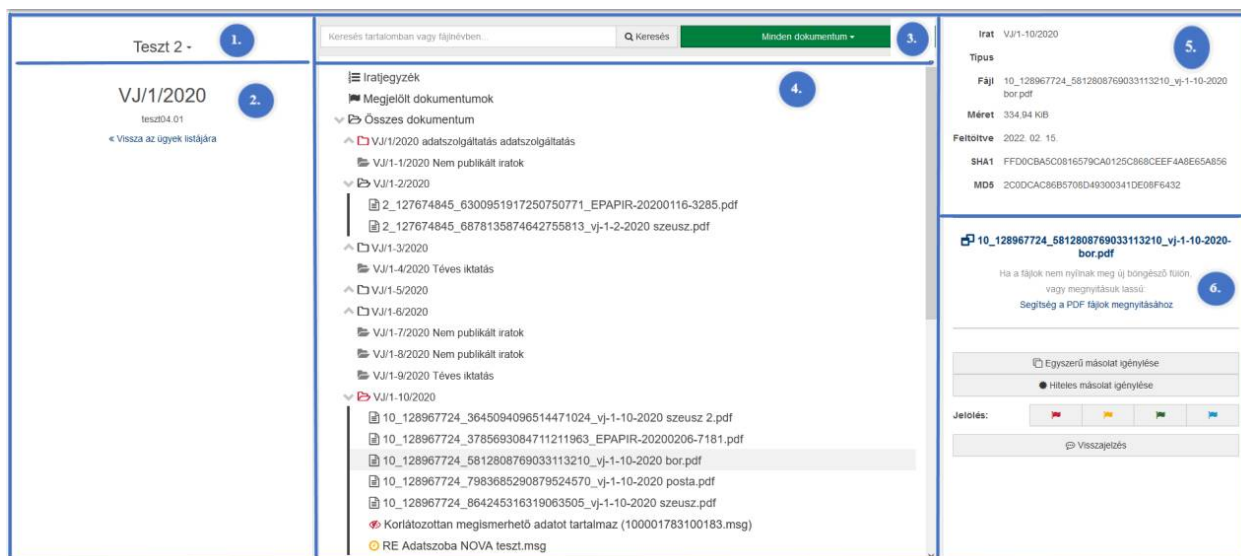 Teszt 2
1.
VJ/1/2020
2.
teszt04.01
« Vissza az ügyek listájára
Keresés tartalomban vagy fájlnévben...
Keresés
Minden dokumentum
3.
4.
Iratjegyzék
Megjelölt dokumentumok
Összes dokumentum
VJ/1/2020 adatszolgáltatás adatszolgáltatás
VJ/1-1/2020 Nem publikált iratok
VJ/1-2/2020
2_127674845_6300951917250750771_EPAPIR-20200116-3285.pdf
2_127674845_6878135874642755813_vj-1-2-2020 szeusz.pdf
VJ/1-3/2020
VJ/1-4/2020 Téves iktatás
VJ/1-5/2020
VJ/1-6/2020
VJ/1-7/2020 Nem publikált iratok
VJ/1-8/2020 Nem publikált iratok
VJ/1-9/2020 Téves iktatás
VJ/1-10/2020
10_128967724_3645094096514471024_vj-1-10-2020 szeusz 2.pdf
10_128967724_3785693084711211963_EPAPIR-20200206-7181.pdf
10_128967724_5812808769033113210_vj-1-10-2020 bor.pdf
10_128967724_7983685290879524570_vj-1-10-2020 posta.pdf
10_128967724_864245316319063505_vj-1-10-2020 szeusz.pdf
Korlátozottan megismerhető adatot tartalmaz (100001783100183.msg)
RE Adatszoba NOVA teszt.msg
Irat VJ/1-10/2020
5.
Típus
Fájl 10_128967724_5812808769033113210_vj-1-10-2020
bor.pdf
Méret 334,94 KiB
Feltöltve 2022. 02. 15.
SHA1 FFD0CBA5C0816579CA0125C868CEEF4A8E65A856
MD5 2C0DCAC86B5708D49300341DE08F6432
10_128967724_5812808769033113210_vj-1-10-2020-
bor.pdf
Ha a fájlok nem nyílnak meg új böngésző fülön,
vagy megnyitásuk lassú:
6.
Segítség a PDF fájlok megnyitásához
Egyszerű másolat igénylése
Hiteles másolat igénylése
Jelölés:
Visszajelzés